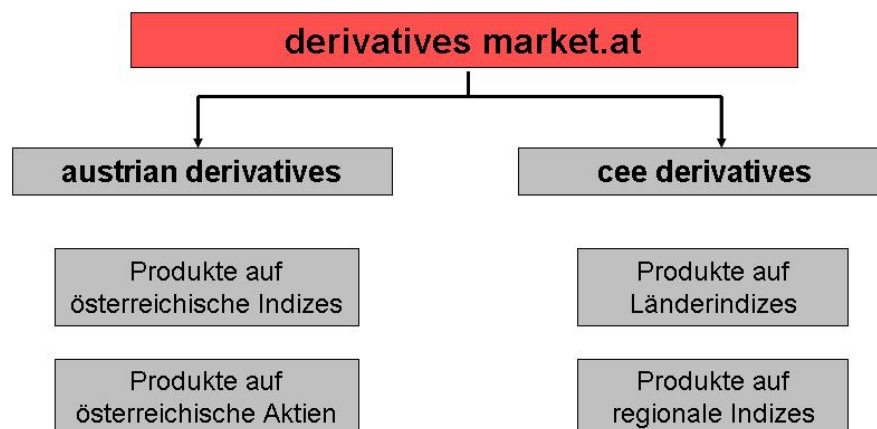 derivatives market.at
austrian derivatives
cee derivatives
Produkte auf
österreichische Indizes
Produkte auf
Länderindizes
Produkte auf
österreichische Aktien
Produkte auf
regionale Indizes